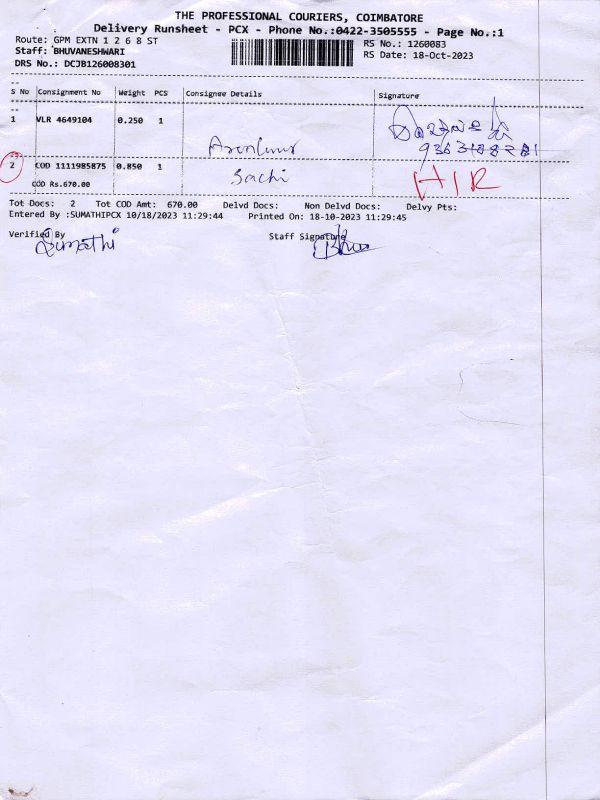 THE PROFESSIONAL COURIERS, COIMBATORE
Delivery Runsheet - PCX - Phone No.:0422-3505555 - Page No.:1
Route: GPM EXTN 1 2 6 8 ST RS No.: 1260083
Staff: BHUVANESHWARI RS Date: 18-Oct-2023
DRS No.: DCJB126008301
S No Consignment No Weight PCS Consignee Details Signature
1 VLR 4649104 0.250 1
2 COD 1111985875 0.850 1 Sachi H/R
COD Rs.670.00
Tot Docs: 2 Tot COD Amt: 670.00 Delvd Docs: Non Delvd Docs: Delvy Pts:
Entered By :SUMATHIPCX 10/18/2023 11:29:44 Printed On: 18-10-2023 11:29:45
Verified By Staff Signature
Sumathi